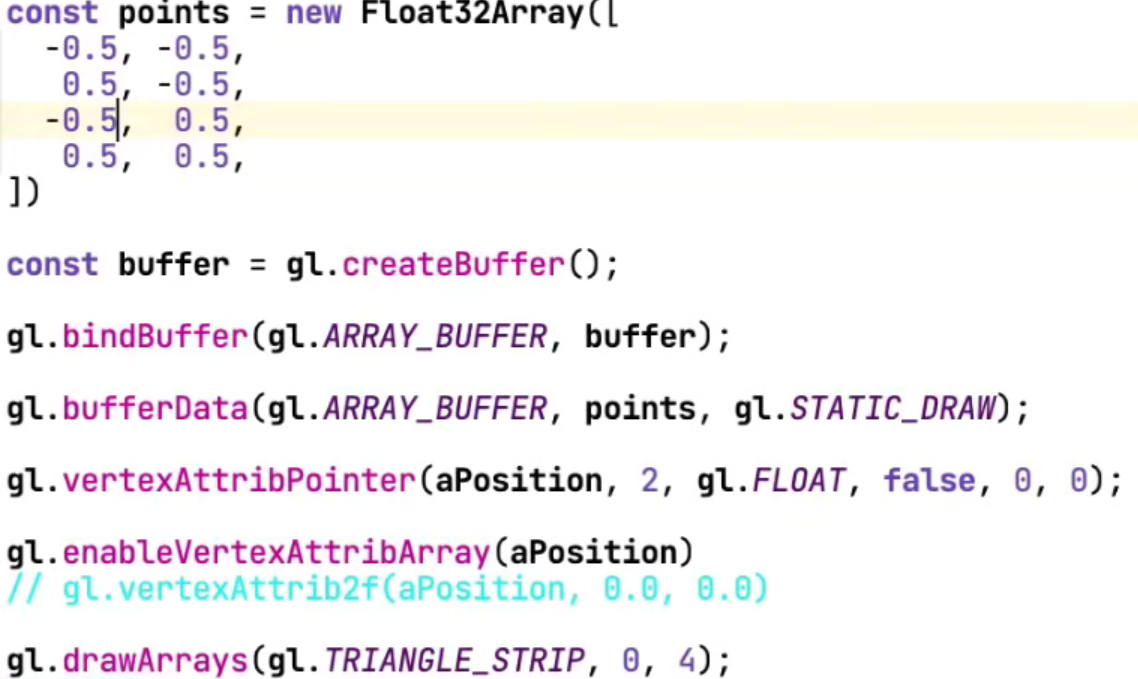 const points = new Float32Array([
-0.5, -0.5,
0.5, -0.5,
-0.5, 0.5,
0.5, 0.5,
])
const buffer = gl.createBuffer();
gl.bindBuffer(gl.ARRAY_BUFFER, buffer);
gl.bufferData(gl.ARRAY_BUFFER, points, gl.STATIC_DRAW);
gl.vertexAttribPointer(aPosition, 2, gl.FLOAT, false, 0, 0);
gl.enableVertexAttribArray(aPosition)
// gl.vertexAttrib2f(aPosition, 0.0, 0.0)
gl.drawArrays(gl.TRIANGLE_STRIP, 0, 4);